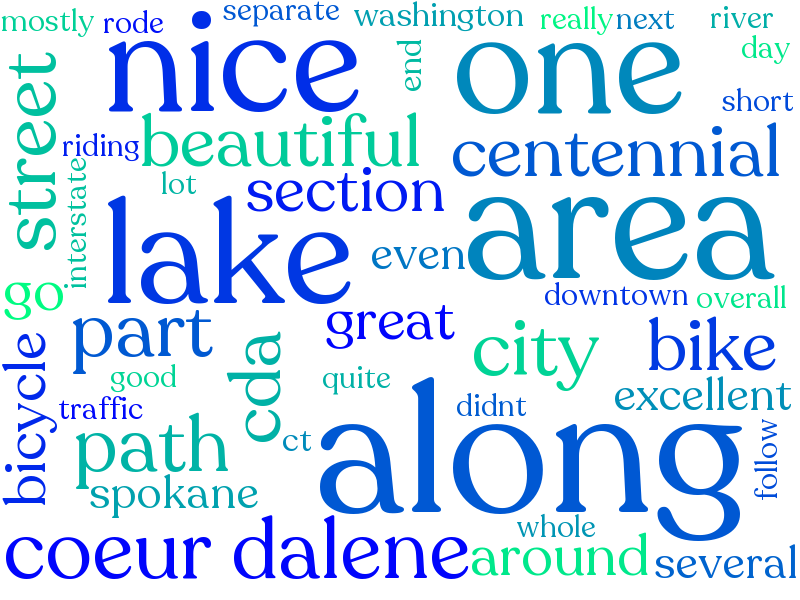 mostly
rode
separate
washington
really
next
river
day
nice
one
end
street
short
riding
beautiful
centennial
interstate
lot
section
lake
area
even
go
downtown
overall
part
great
city
bike
cda
bicycle
good
quite
excellent
traffic
didnt
along
path
ct
follow
spokane
whole
coeur dalene
around
several